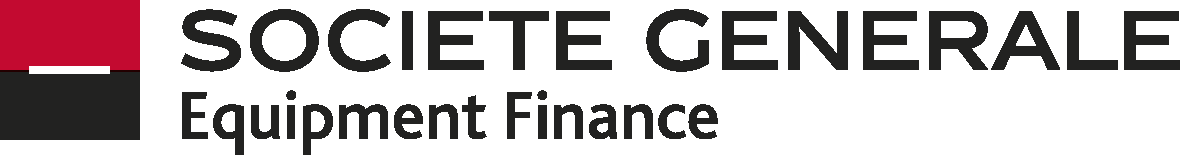 SOCIETE GENERALE
Equipment Finance